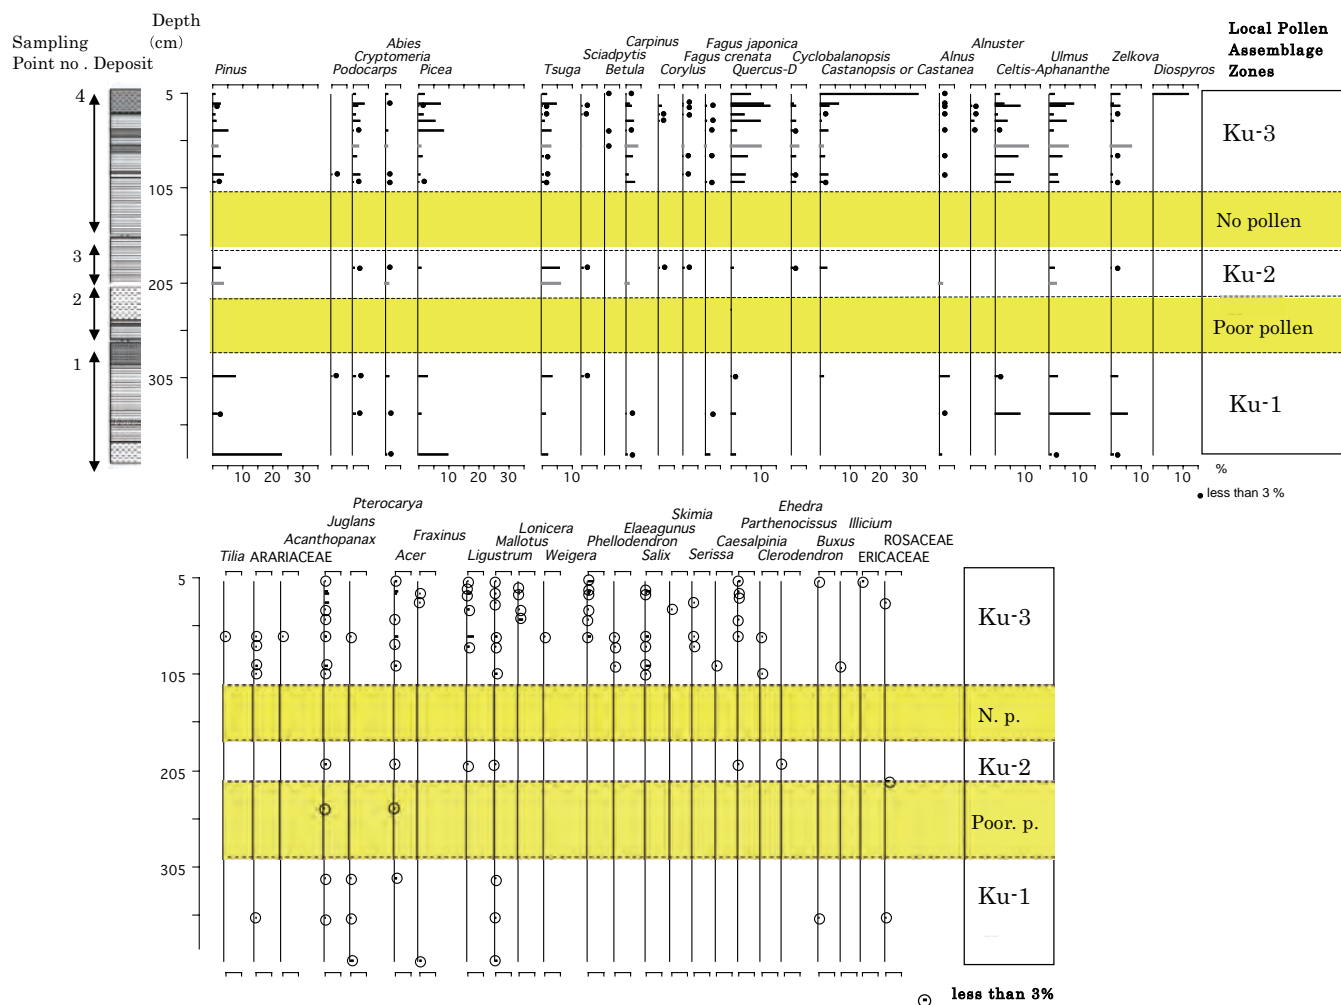 Sampling
Point no . Deposit
Depth
(cm)
Pinus
Podocarps
Cryptomeria
Abies
Picea
Tsuga
Sciadpytis
Betula
Carpinus
Corylus
Fagus crenata
Fagus japonica
Quercus-D
Cyclobalanopsis
Castanopsis or Castanea
Alnus
Alnuster
Celtis-Aphananthe
Ulmus
Zelkova
Diospyros
Local Pollen
Assemblage
Zones
4
3
2
1
5
105
205
305
Ku-3
No pollen
Ku-2
Poor pollen
Ku-1
10 20 30
10 20 30
10
10
10 20 30
10
10
10
10
%
● less than 3 %
Tilia
ARARIACEAE
Acanthopanax
Juglans
Pterocarya
Acer
Fraxinus
Ligustrum
Mallotus
Lonicera
Weigera
Phellodendron
Elaeagunus
Salix
Skimia
Serissa
Caesalpinia
Parthenocissus
Ehedra
Clerodendron
Buxus
Illicium
ERICACEAE
ROSACEAE
5
105
205
305
Ku-3
N. p.
Ku-2
Poor. p.
Ku-1
less than 3%